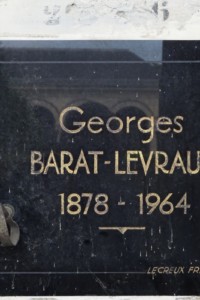 Georges
BARAT-LEVRAU
1878 - 1964
LECREUX FR